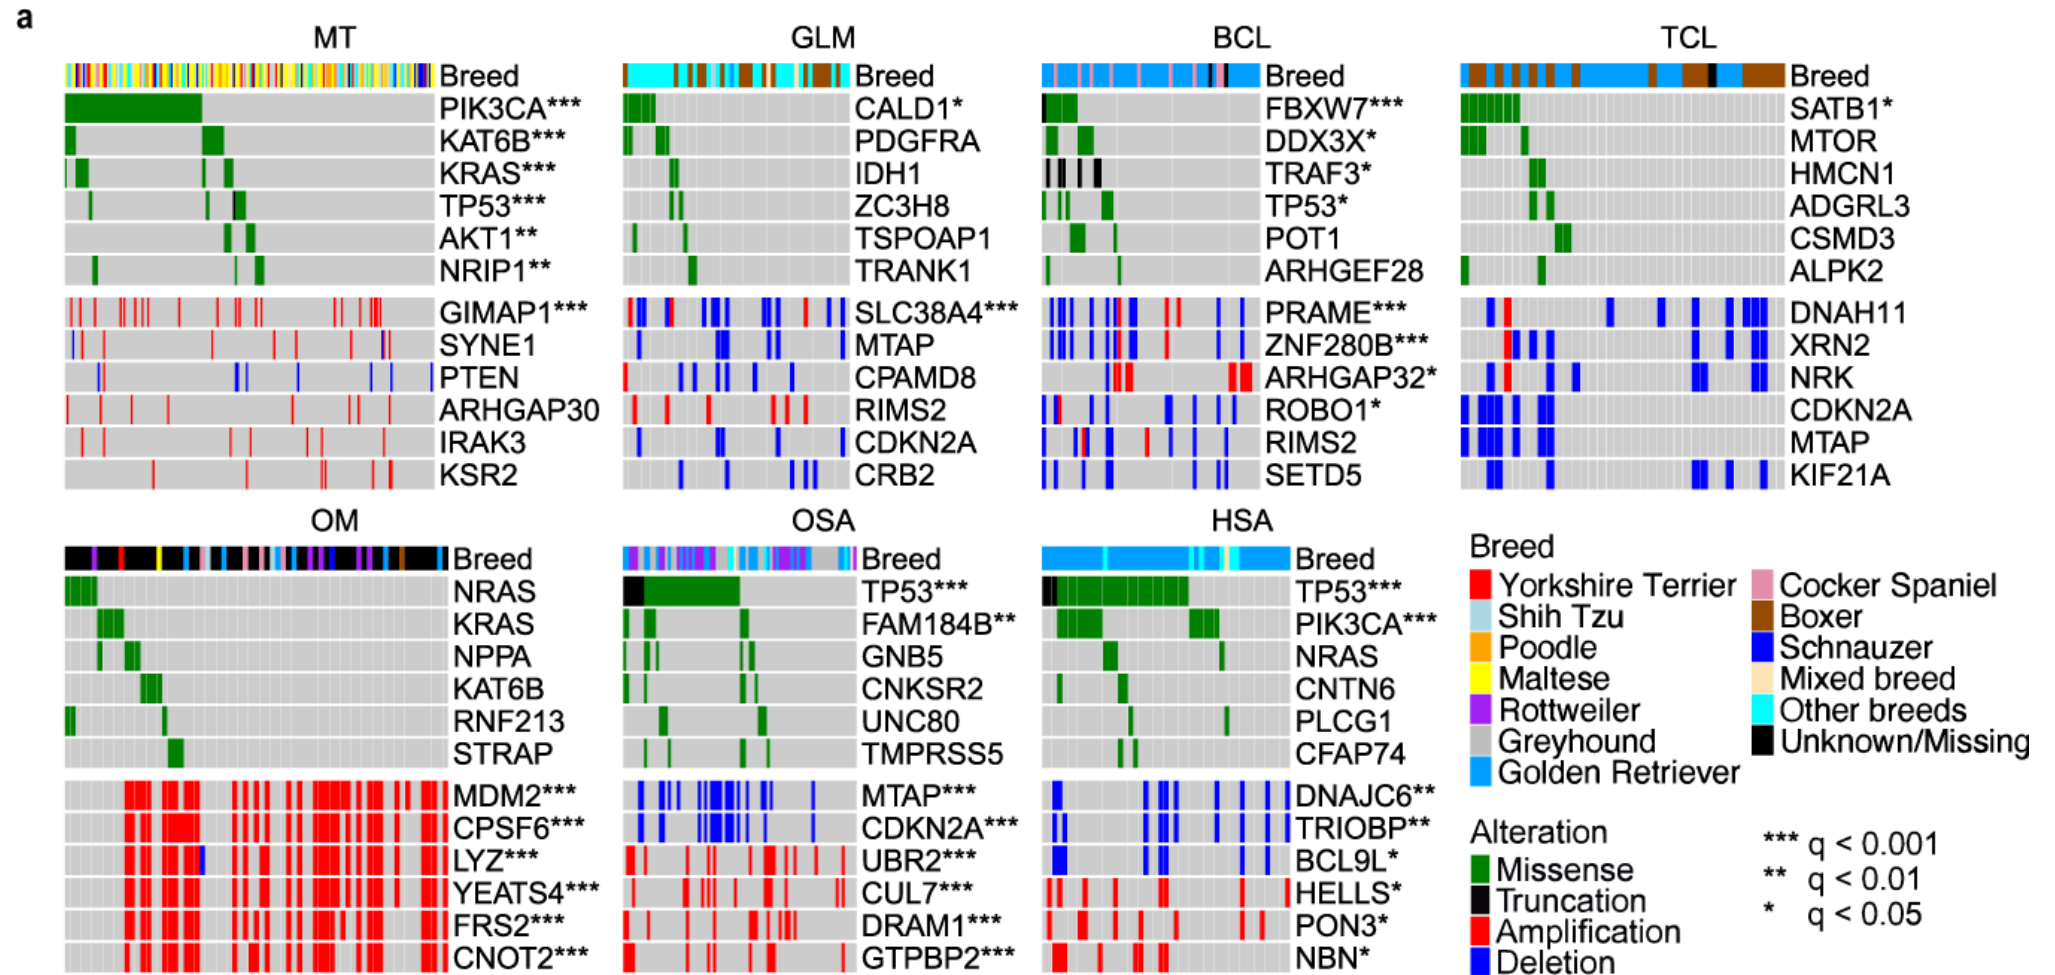 a
MT
Breed
PIK3CA***
KAT6B***
KRAS***
TP53***
AKT1**
NRIP1**
GIMAP1***
SYNE1
PTEN
ARHGAP30
IRAK3
KSR2
GLM
Breed
CALD1*
PDGFRA
IDH1
ZC3H8
TSPOAP1
TRANK1
SLC38A4***
MTAP
CPAMD8
RIMS2
CDKN2A
CRB2
BCL
Breed
FBXW7***
DDX3X*
TRAF3*
TP53*
POT1
ARHGEF28
PRAME***
ZNF280B***
ARHGAP32*
ROBO1*
RIMS2
SETD5
TCL
Breed
SATB1*
MTOR
HMCN1
ADGRL3
CSMD3
ALPK2
DNAH11
XRN2
NRK
CDKN2A
MTAP
KIF21A
OM
Breed
NRAS
KRAS
NPPA
KAT6B
RNF213
STRAP
MDM2***
CPSF6***
LYZ***
YEATS4***
FRS2***
CNOT2***
OSA
Breed
TP53***
FAM184B**
GNB5
CNKSR2
UNC80
TMPRSS5
MTAP***
CDKN2A***
UBR2***
CUL7***
DRAM1***
GTPBP2***
HSA
Breed
TP53***
PIK3CA***
NRAS
CNTN6
PLCG1
CFAP74
DNAJC6**
TRIOBP**
BCL9L*
HELLS*
PON3*
NBN*
Breed
Yorkshire Terrier
Shih Tzu
Poodle
Maltese
Rottweiler
Greyhound
Golden Retriever
Cocker Spaniel
Boxer
Schnauzer
Mixed breed
Other breeds
Unknown/Missing
Alteration
Missense
Truncation
Amplification
Deletion
*** q < 0.001
** q < 0.01
* q < 0.05